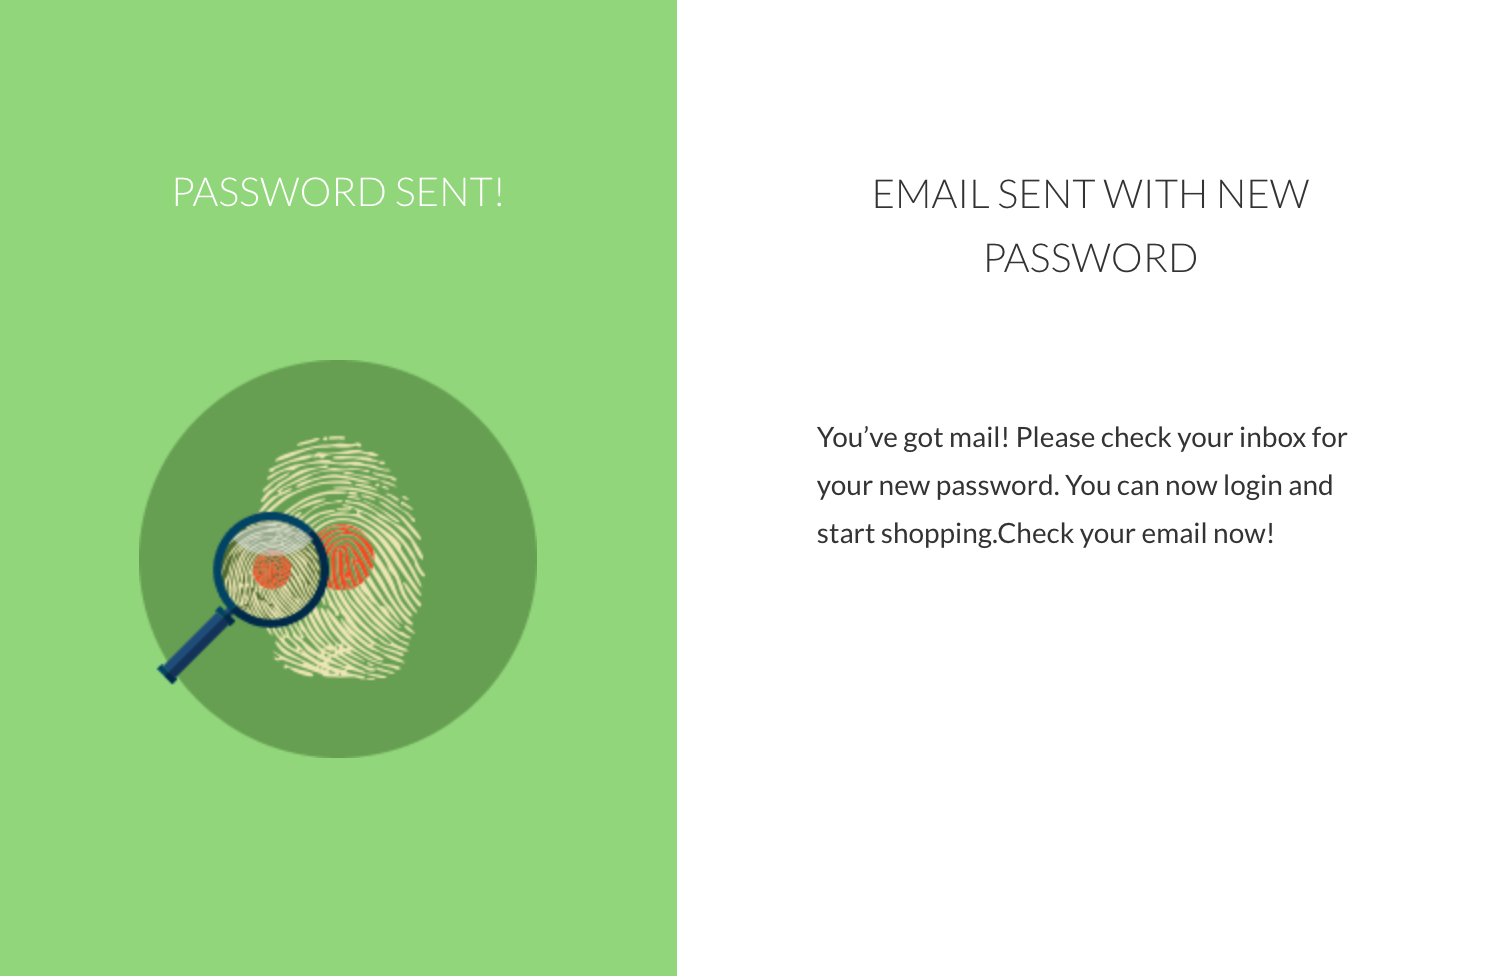 PASSWORD SENT!
EMAIL SENT WITH NEW
PASSWORD
You’ve got mail! Please check your inbox for
your new password. You can now login and
start shopping.Check your email now!